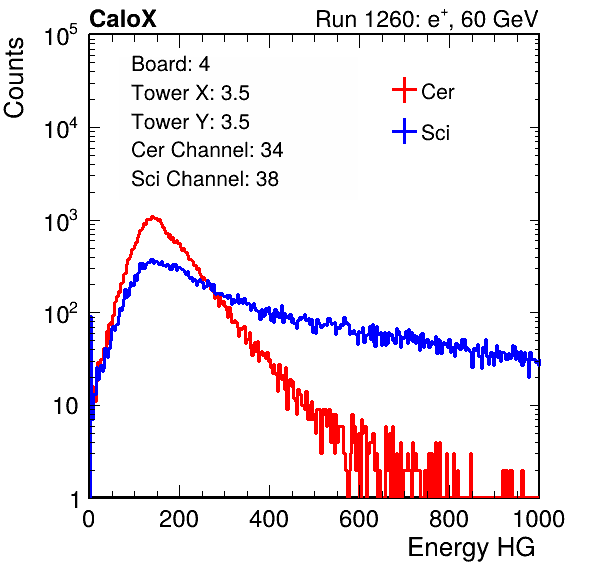 CaloX Run 1260: e⁺, 60 GeV
Counts
10⁵
10⁴
10³
10²
10
1
Board: 4
Tower X: 3.5
Tower Y: 3.5
Cer Channel: 34
Sci Channel: 38
Cer
Sci
0 200 400 600 800 1000
Energy HG